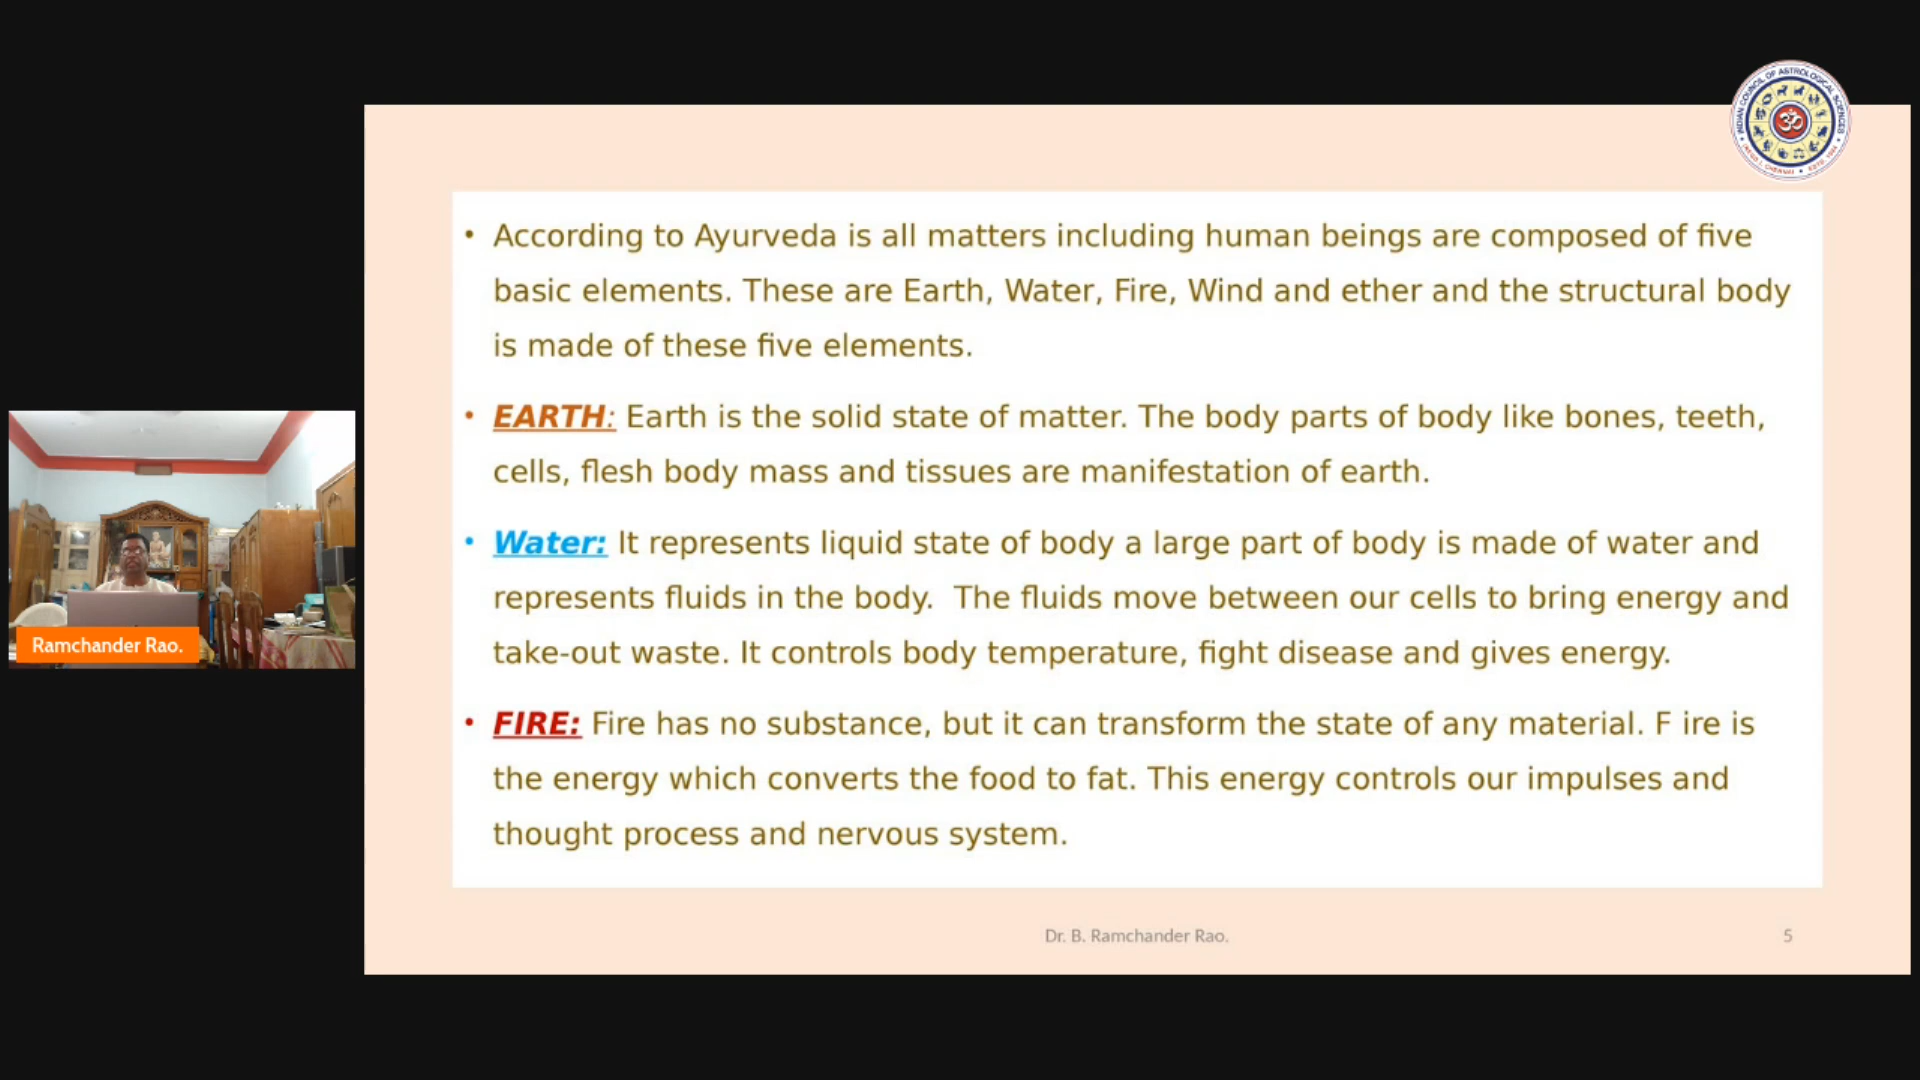 INDIAN COUNCIL OF ASTROLOGICAL SCIENCES
ॐ
• According to Ayurveda is all matters including human beings are composed of five
basic elements. These are Earth, Water, Fire, Wind and ether and the structural body
is made of these five elements.
• EARTH: Earth is the solid state of matter. The body parts of body like bones, teeth,
cells, flesh body mass and tissues are manifestation of earth.
• Water: It represents liquid state of body a large part of body is made of water and
represents fluids in the body.  The fluids move between our cells to bring energy and
take-out waste. It controls body temperature, fight disease and gives energy.
• FIRE: Fire has no substance, but it can transform the state of any material. F ire is
the energy which converts the food to fat. This energy controls our impulses and
thought process and nervous system.
Ramchander Rao.
Dr. B. Ramchander Rao.
5